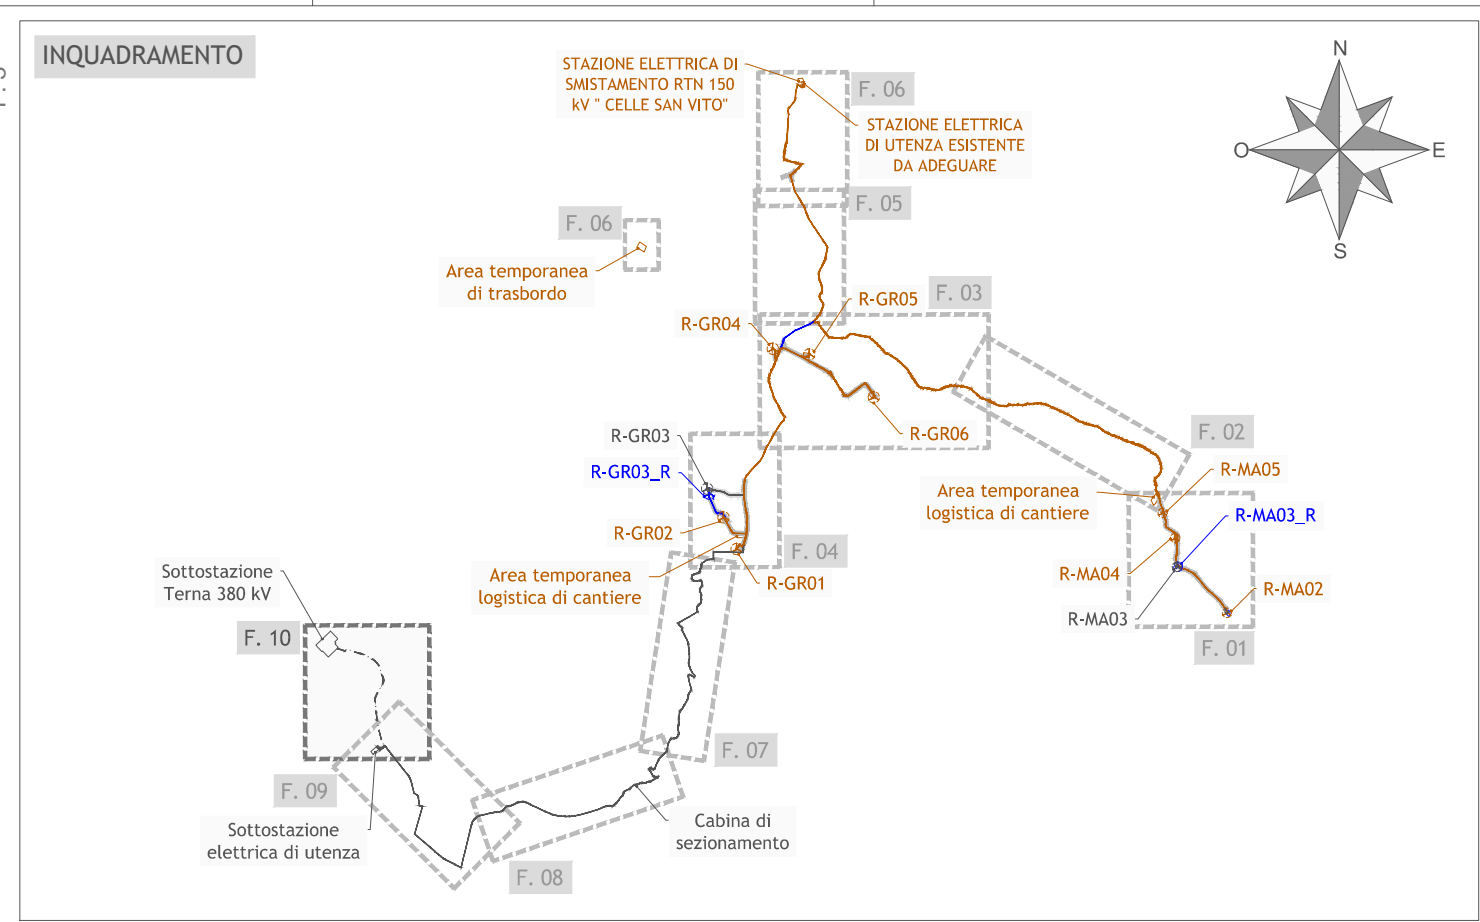 INQUADRAMENTO
STAZIONE ELETTRICA DI
SMISTAMENTO RTN 150
kV " CELLE SAN VITO"
F. 06
STAZIONE ELETTRICA
DI UTENZA ESISTENTE
DA ADEGUARE
N
O
E
S
F. 05
F. 06
Area temporanea
di trasbordo
F. 03
R-GR05
R-GR04
R-GR06
R-GR03
R-GR03_R
R-GR02
F. 02
R-MA05
Area temporanea
logistica di cantiere
R-MA03_R
R-MA04
R-MA02
R-MA03
F. 01
F. 04
R-GR01
Area temporanea
logistica di cantiere
Sottostazione
Terna 380 kV
F. 10
F. 07
F. 09
Sottostazione
elettrica di utenza
Cabina di
sezionamento
F. 08